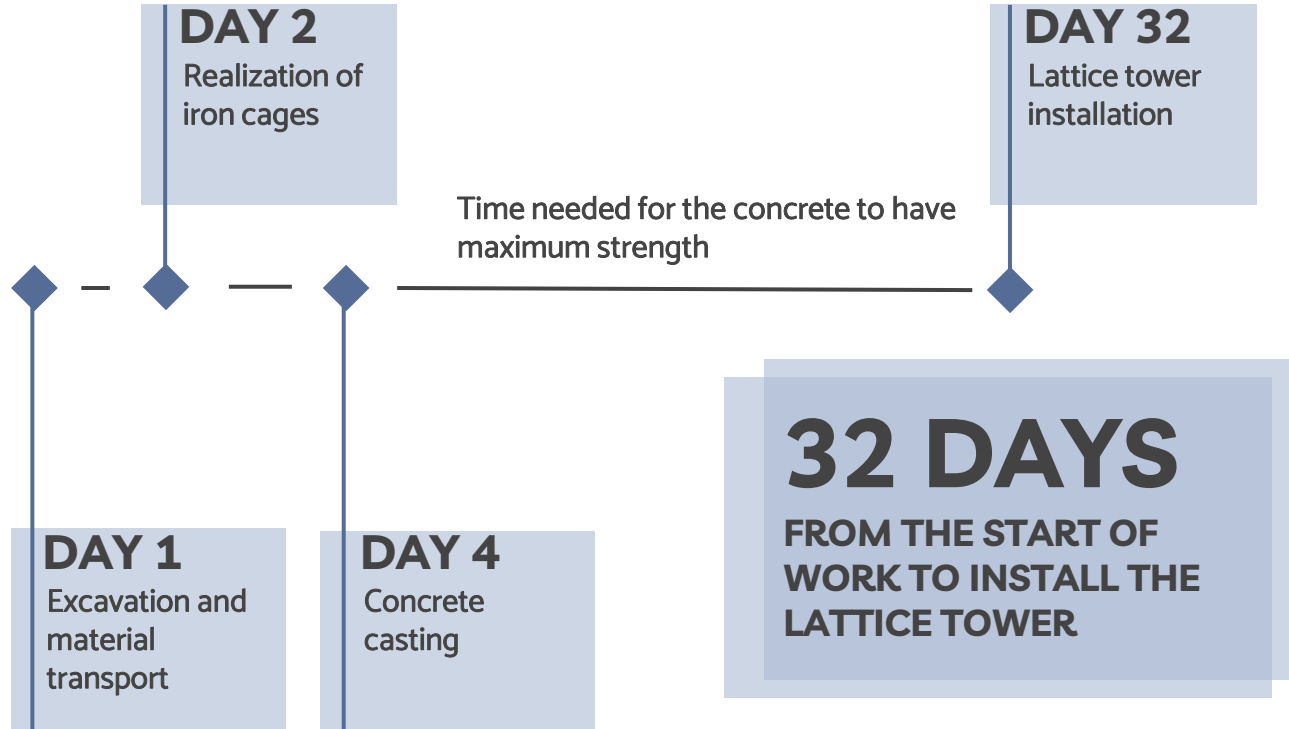 DAY 2
Realization of
iron cages
DAY 32
Lattice tower
installation
Time needed for the concrete to have
maximum strength
DAY 1
Excavation and
material
transport
DAY 4
Concrete
casting
32 DAYS
FROM THE START OF
WORK TO INSTALL THE
LATTICE TOWER